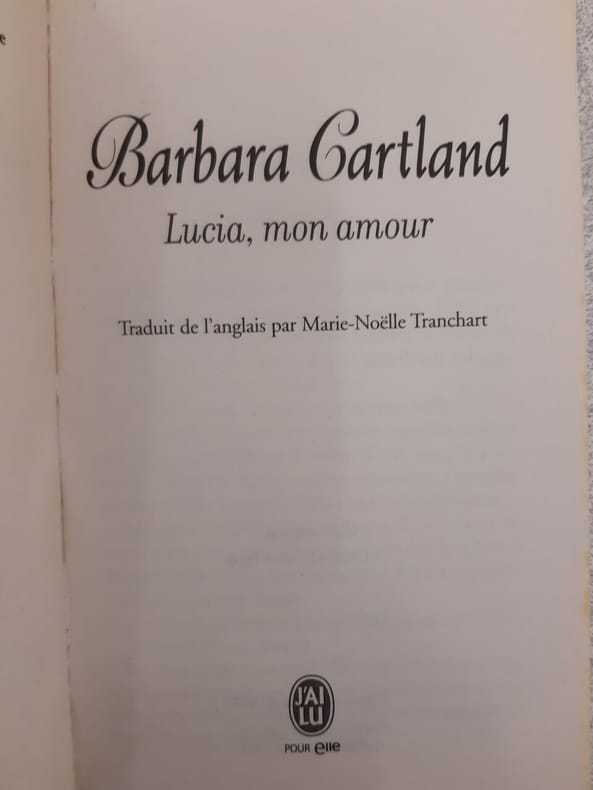 Barbara Cartland
Lucia, mon amour
Traduit de l'anglais par Marie-Noëlle Tranchart
J'AI
LU
POUR elle